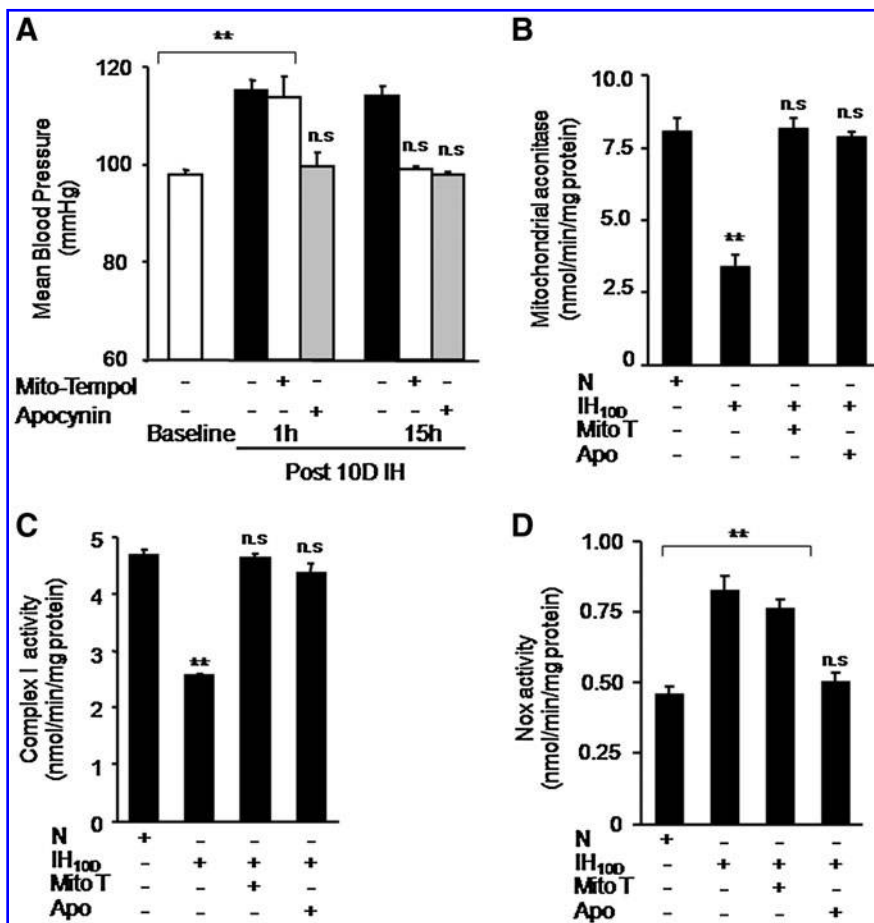 A
**
120
100
80
60
n.s
n.s
n.s
Mean Blood Pressure
(mmHg)
Mito-Tempol - - + - - + -
Apocynin - - - + - - +
Baseline 1h 15h
Post 10D IH
B
10.0
7.5
5.0
2.5
0
n.s
n.s
**
Mitochondrial aconitase
(nmol/min/mg protein)
N + - - -
IH10D - + + +
Mito T - - + -
Apo - - - +
C
5
4
3
2
1
0
n.s
n.s
**
Complex I activity
(nmol/min/mg protein)
N + - - -
IH10D - + + +
Mito T - - + -
Apo - - - +
D
**
1.00
0.75
0.50
0.25
0
n.s
Nox activity
(nmol/min/mg protein)
N + - - -
IH10D - + + +
Mito T - - + -
Apo - - - +